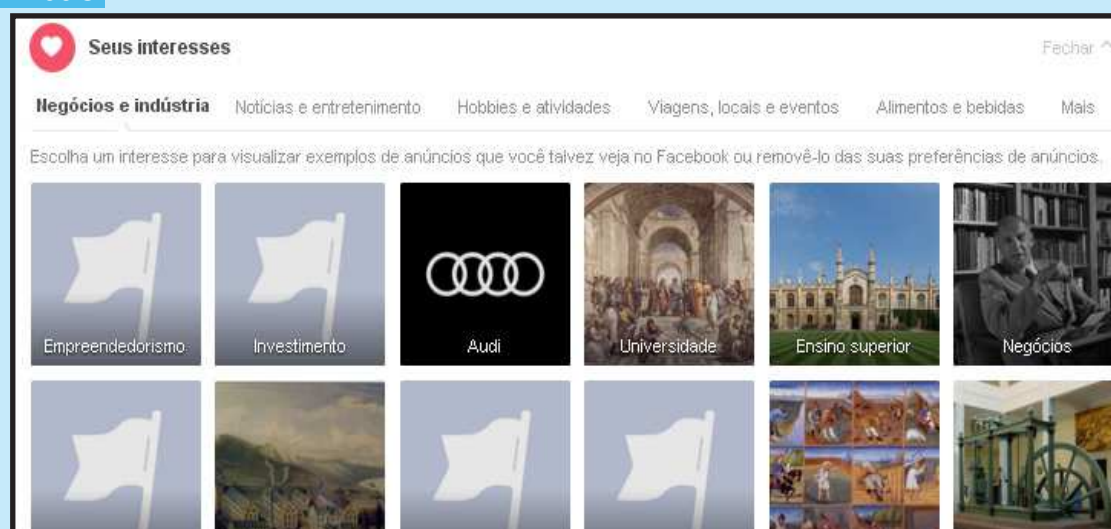 Seus interesses
Fechar
Negócios e indústria Notícias e entretenimento Hobbies e atividades Viagens, locais e eventos Alimentos e bebidas Mais
Escolha um interesse para visualizar exemplos de anúncios que você talvez veja no Facebook ou removê-lo das suas preferências de anúncios.
Empreendedorismo Investimento Audi Universidade Ensino superior Negócios